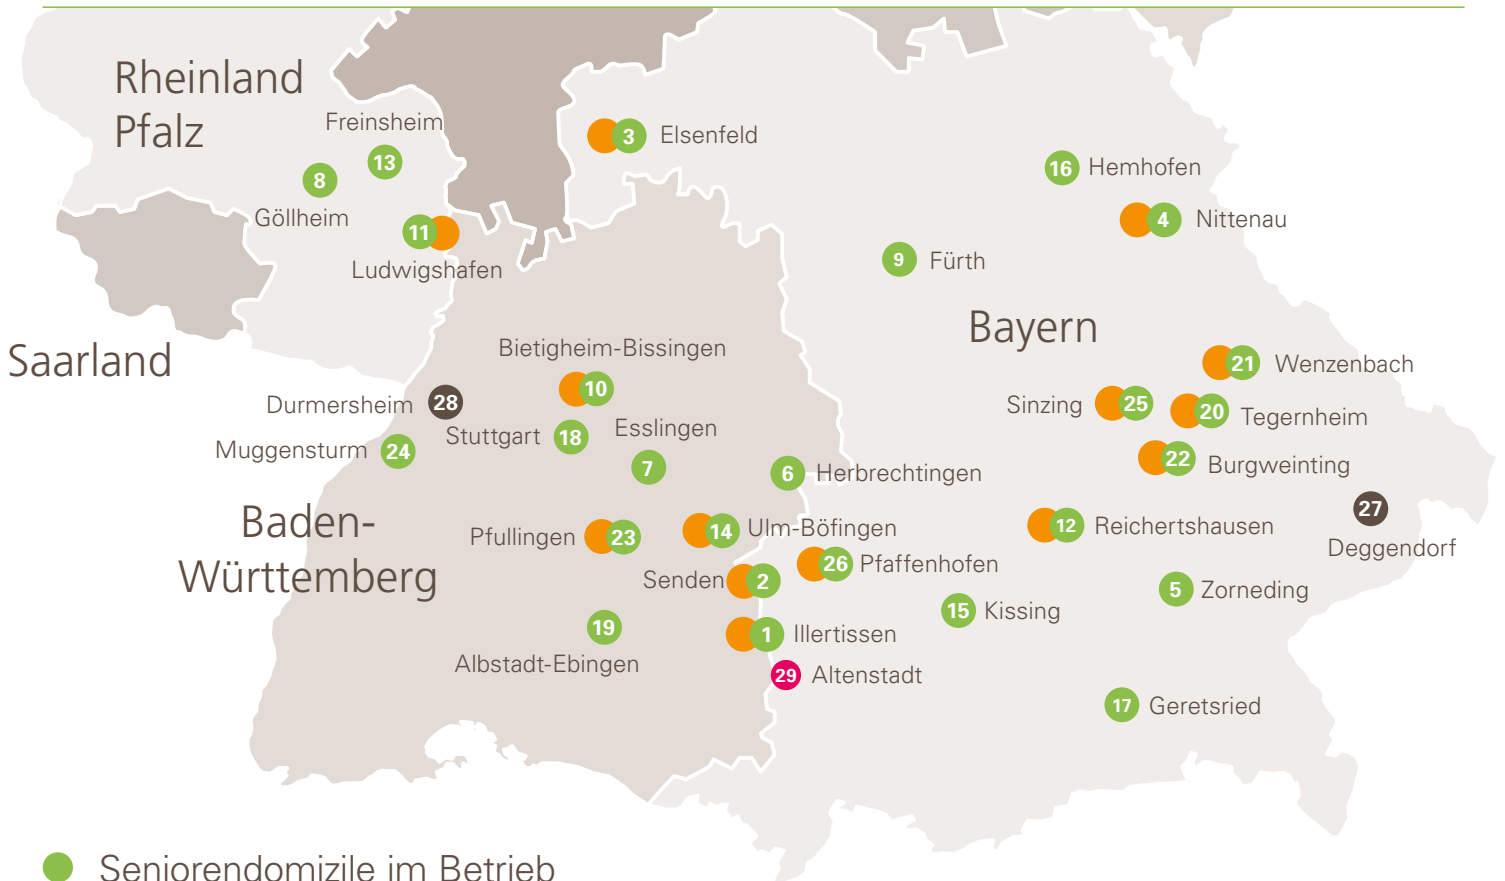 Rheinland
Pfalz
Freinsheim
13
8
Göllheim
11
Ludwigshafen
3 Elsenfeld
16 Hemhofen
4 Nittenau
9 Fürth
Bayern
Saarland
Bietigheim-Bissingen
10
Durmersheim 28
Stuttgart 18
Esslingen
7
Muggensturm 24
6 Herbrechtingen
21 Wenzenbach
Sinzing 25
20 Tegernheim
22 Burgweinting
27
Deggendorf
Baden-
Württemberg
Pfullingen 23
14 Ulm-Böfingen
26 Pfaffenhofen
Senden 2
12 Reichertshausen
5 Zorneding
15 Kissing
19
Albstadt-Ebingen
1 Illertissen
29 Altenstadt
17 Geretsried
Seniorendomizile im Betrieb